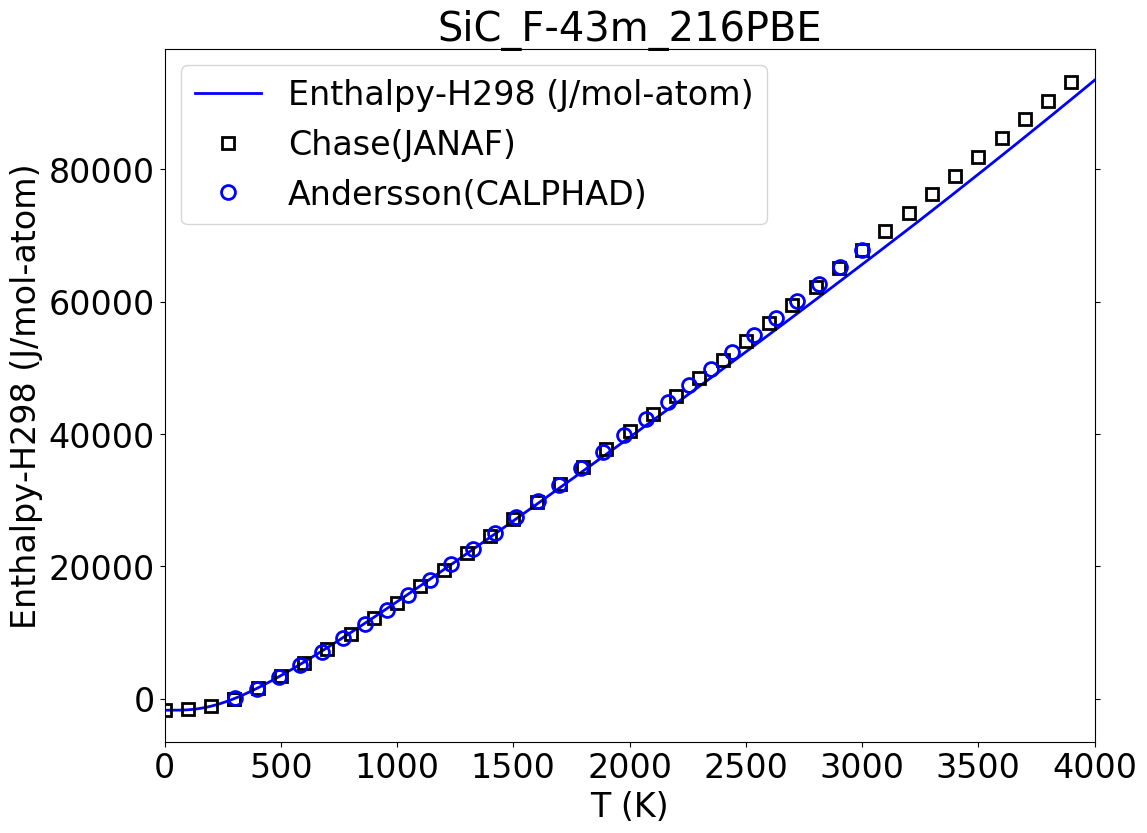 SiC_F-43m_216PBE
Enthalpy-H298 (J/mol-atom)
Chase(JANAF)
Andersson(CALPHAD)
Enthalpy-H298 (J/mol-atom)
80000
60000
40000
20000
0
0 500 1000 1500 2000 2500 3000 3500 4000
T (K)